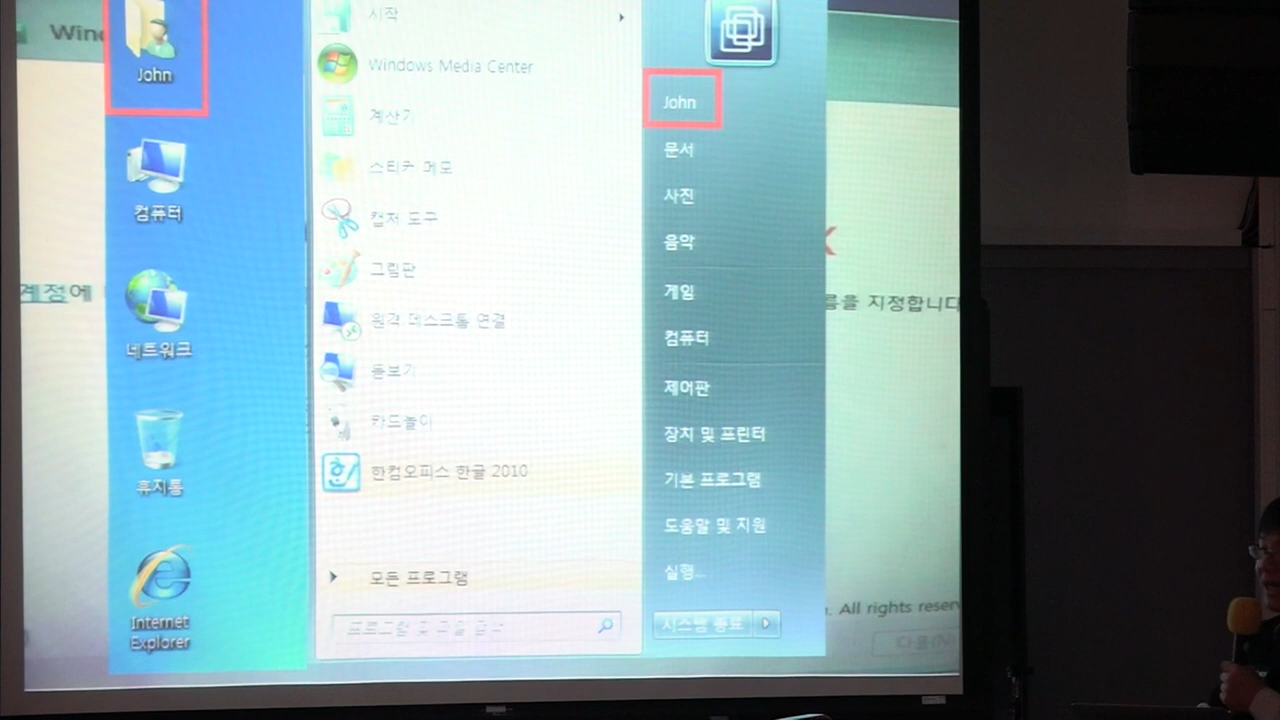 John
컴퓨터
네트워크
휴지통
Internet
Explorer
시작
Windows Media Center
계산기
스티커 메모
캡처 도구
그림판
원격 데스크톱 연결
돋보기
카드놀이
한컴오피스 한글 2010
모든 프로그램
John
문서
사진
음악
게임
컴퓨터
제어판
장치 및 프린터
기본 프로그램
도움말 및 지원
실행...
시스템 종료
계정에
지정합니다
All rights
다음(N)